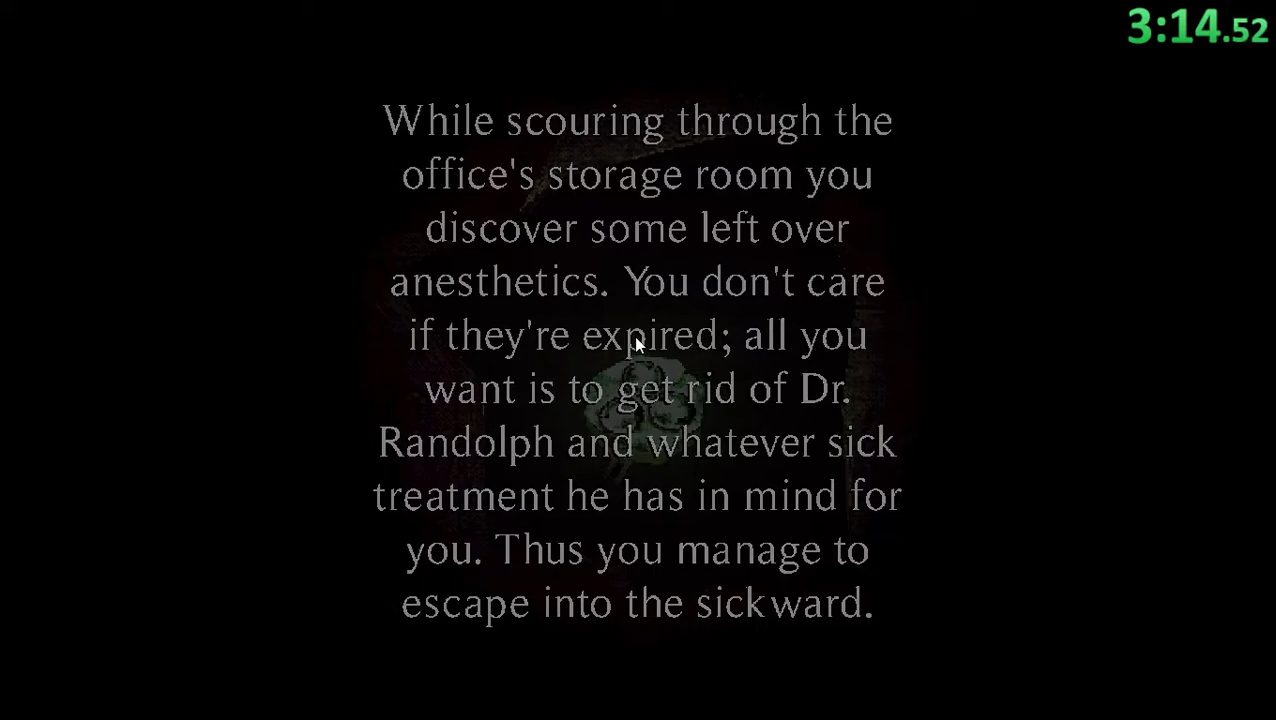 3:14.52
While scouring through the
office's storage room you
discover some left over
anesthetics. You don't care
if they're expired; all you
want is to get rid of Dr.
Randolph and whatever sick
treatment he has in mind for
you. Thus you manage to
escape into the sickward.